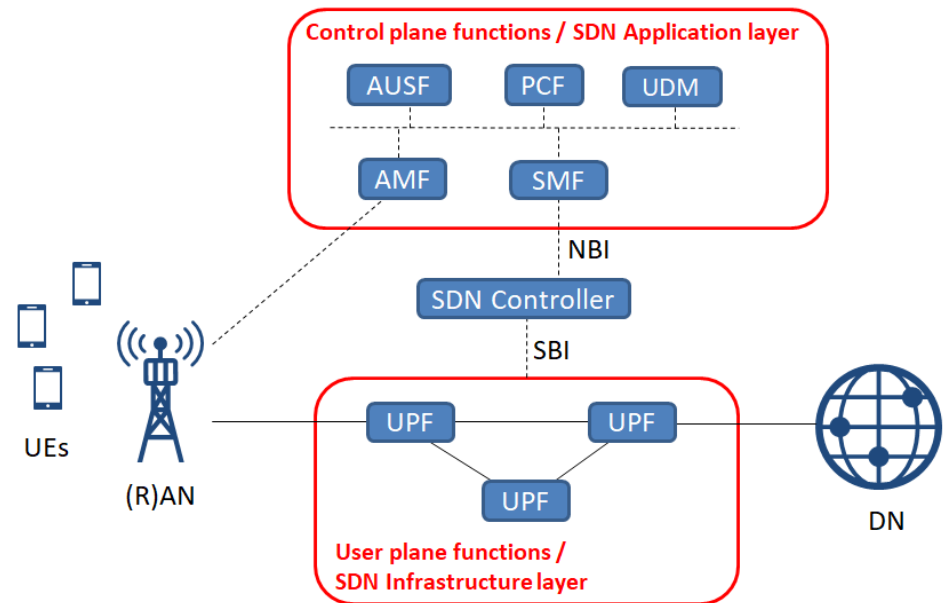 Control plane functions / SDN Application layer
AUSF
PCF
UDM
AMF
SMF
NBI
SDN Controller
SBI
UEs
(R)AN
UPF
UPF
UPF
DN
User plane functions /
SDN Infrastructure layer